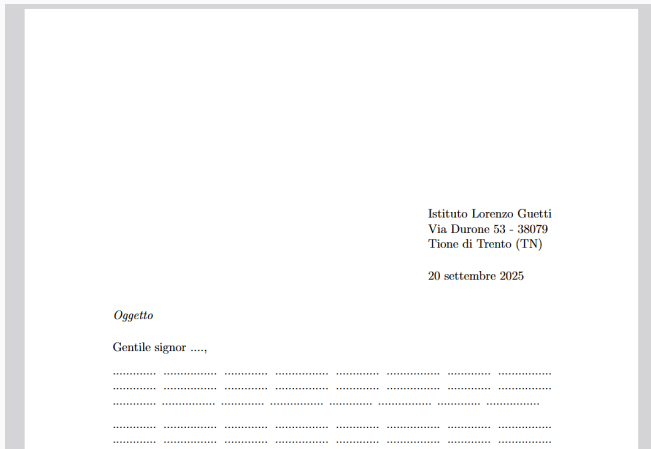 Istituto Lorenzo Guetti
Via Durone 53 - 38079
Tione di Trento (TN)
20 settembre 2025
Oggetto
Gentile signor ....,
............. ................ ............. ................ ............. ................ ............. ................
............. ................ ............. ................ ............. ................ ............. ................
............. ................ ............. ................ ............. ................ ............. ................
............. ................ ............. ................ ............. ................ ............. ................
............. ................ ............. ................ ............. ................ ............. ................